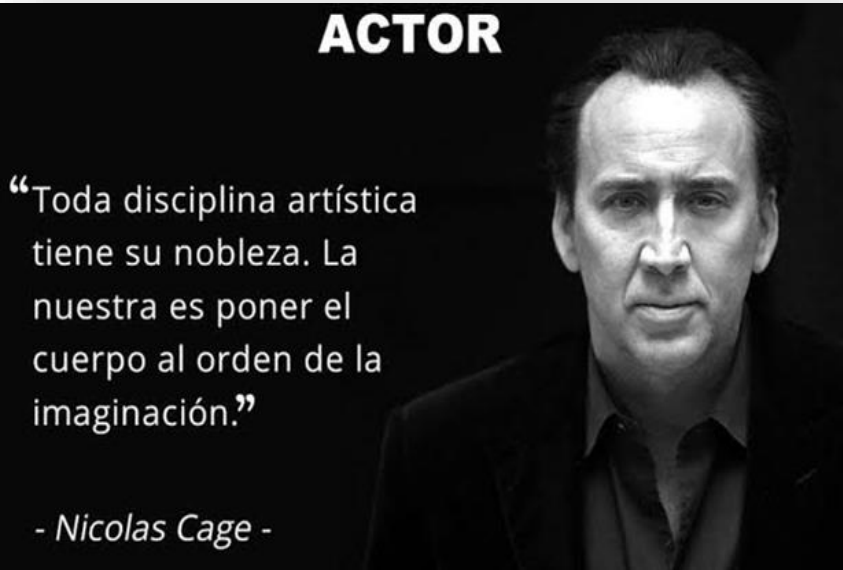 ACTOR
“Toda disciplina artística
tiene su nobleza. La
nuestra es poner el
cuerpo al orden de la
imaginación.”
- Nicolas Cage -